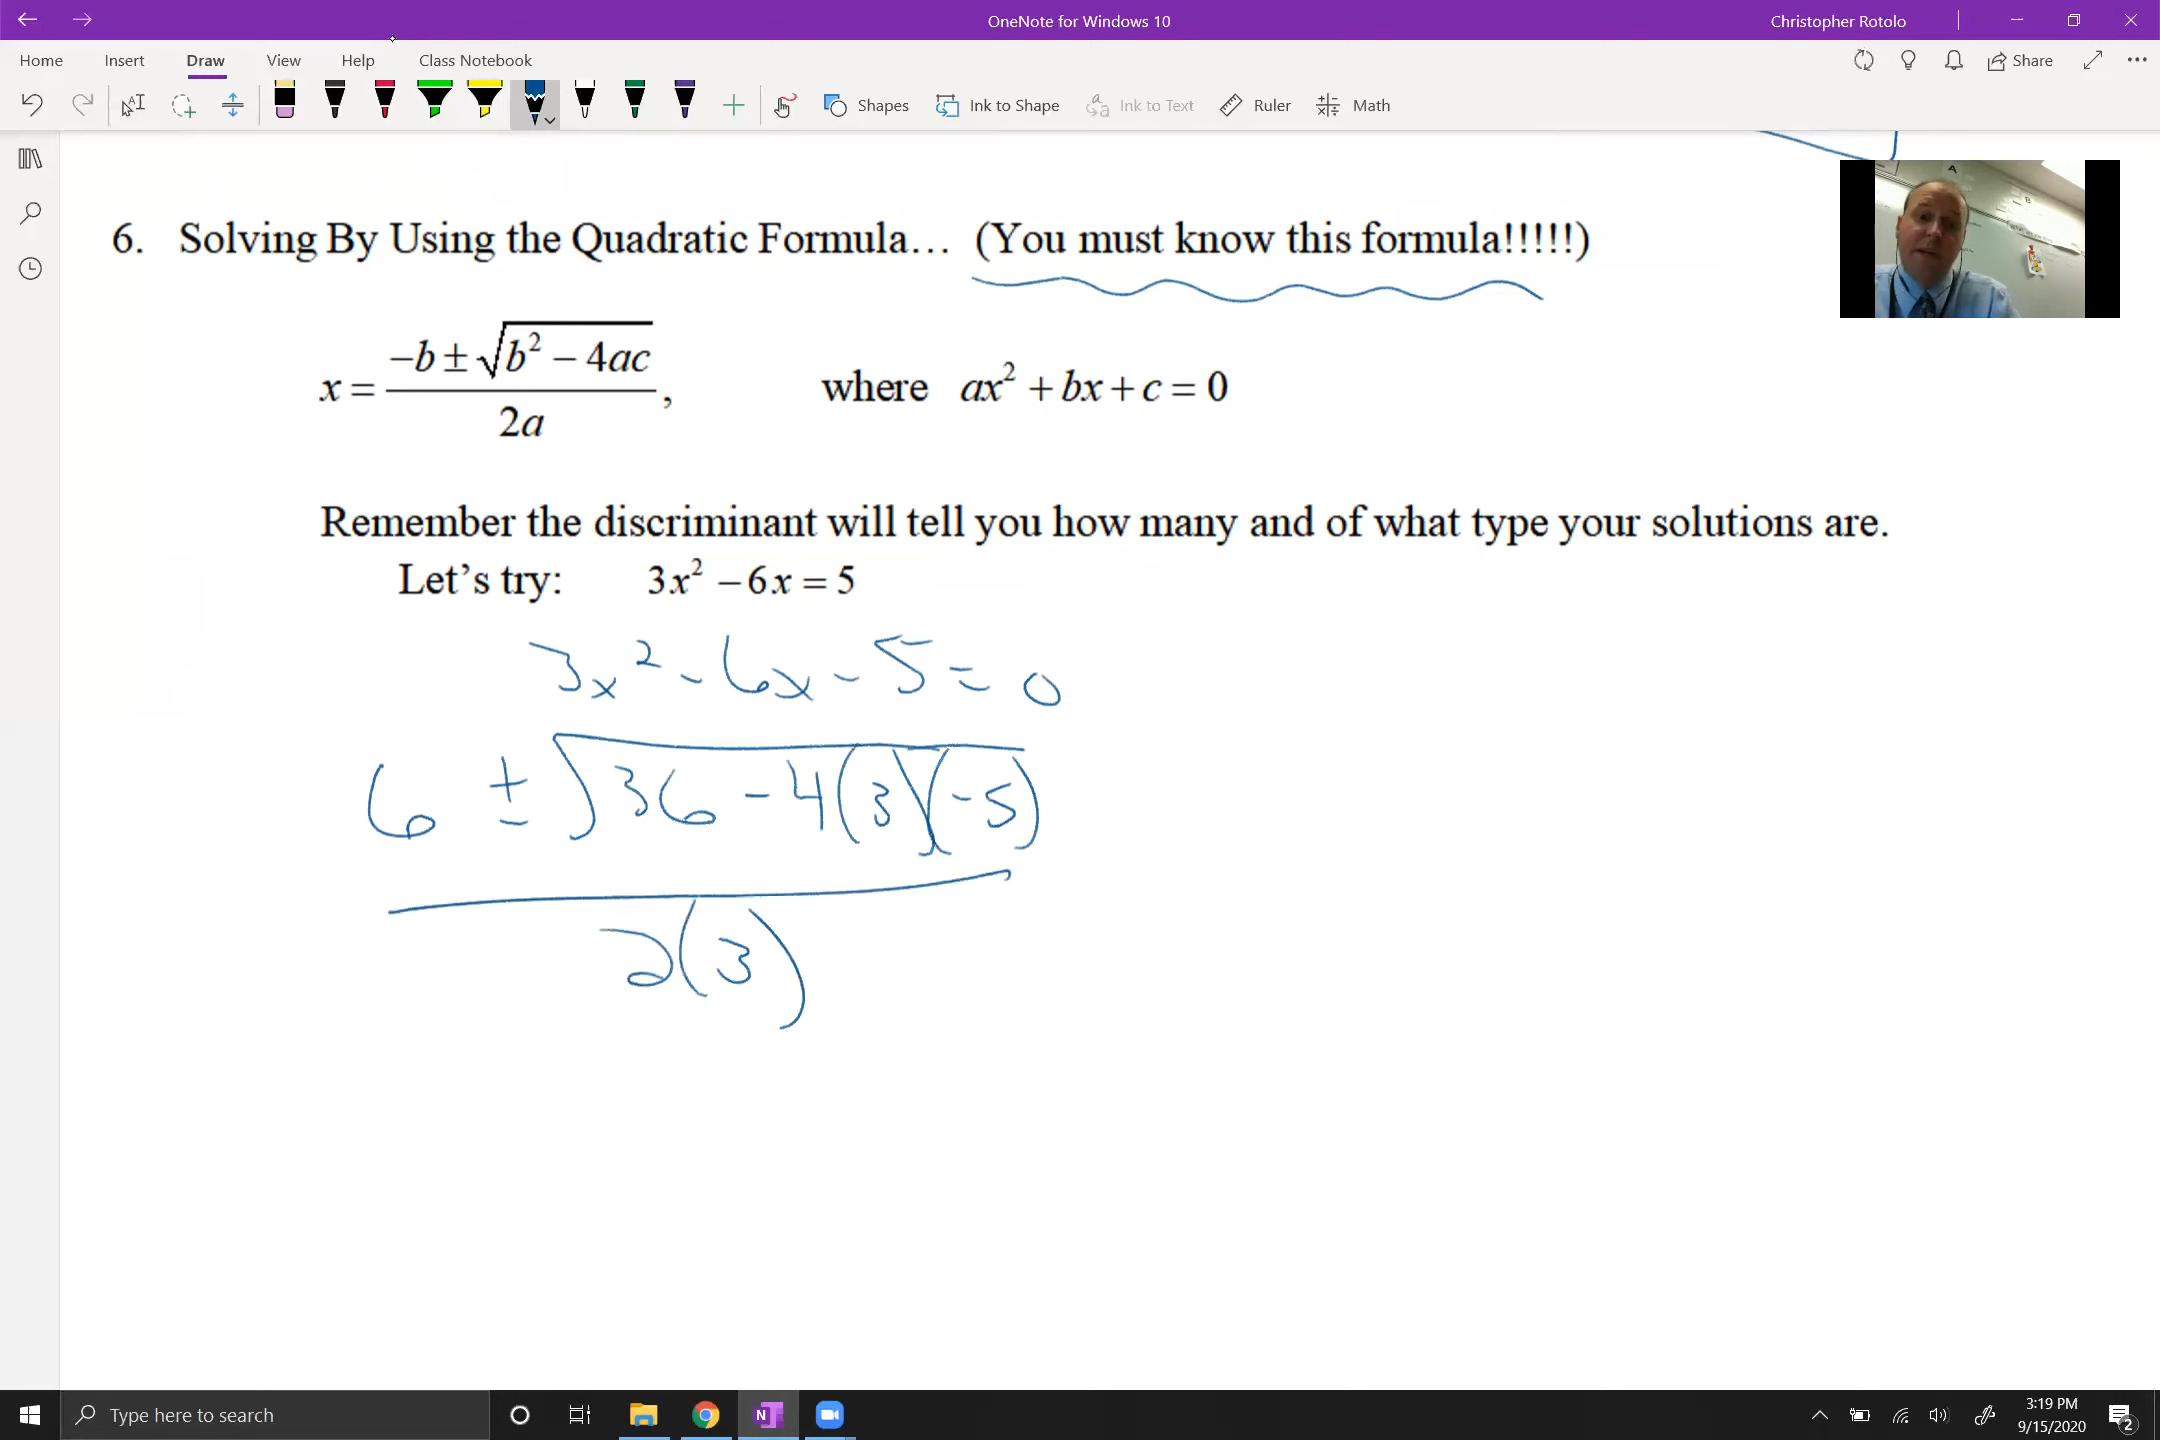 OneNote for Windows 10
Christopher Rotolo
Home Insert Draw View Help Class Notebook
Share
Shapes Ink to Shape Ink to Text Ruler Math
6. Solving By Using the Quadratic Formula… (You must know this formula!!!!!)
x = (−b ± √(b² − 4ac)) / 2a, where ax² + bx + c = 0
Remember the discriminant will tell you how many and of what type your solutions are.
Let’s try: 3x² − 6x = 5
3x² - 6x - 5 = 0
6 ± √36 - 4(3)(-5)
2(3)
Type here to search
3:19 PM
9/15/2020
2